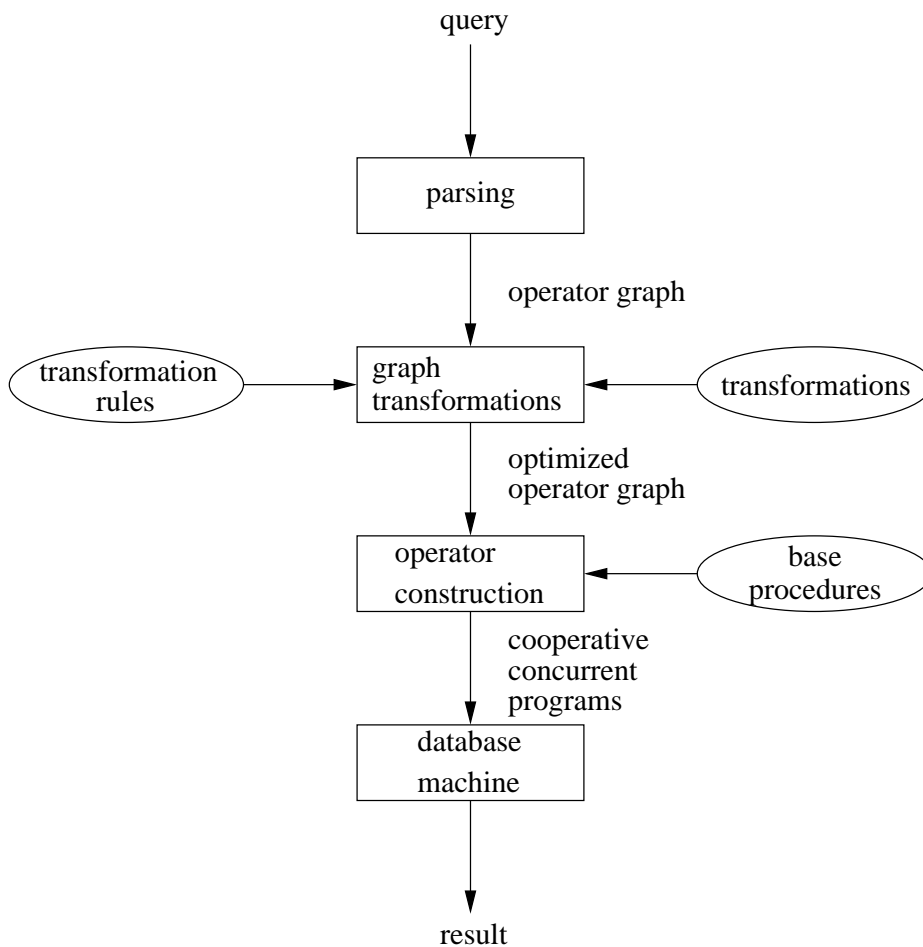 query
parsing
operator graph
transformation
rules
graph
transformations
transformations
optimized
operator graph
operator
construction
base
procedures
cooperative
concurrent
programs
database
machine
result